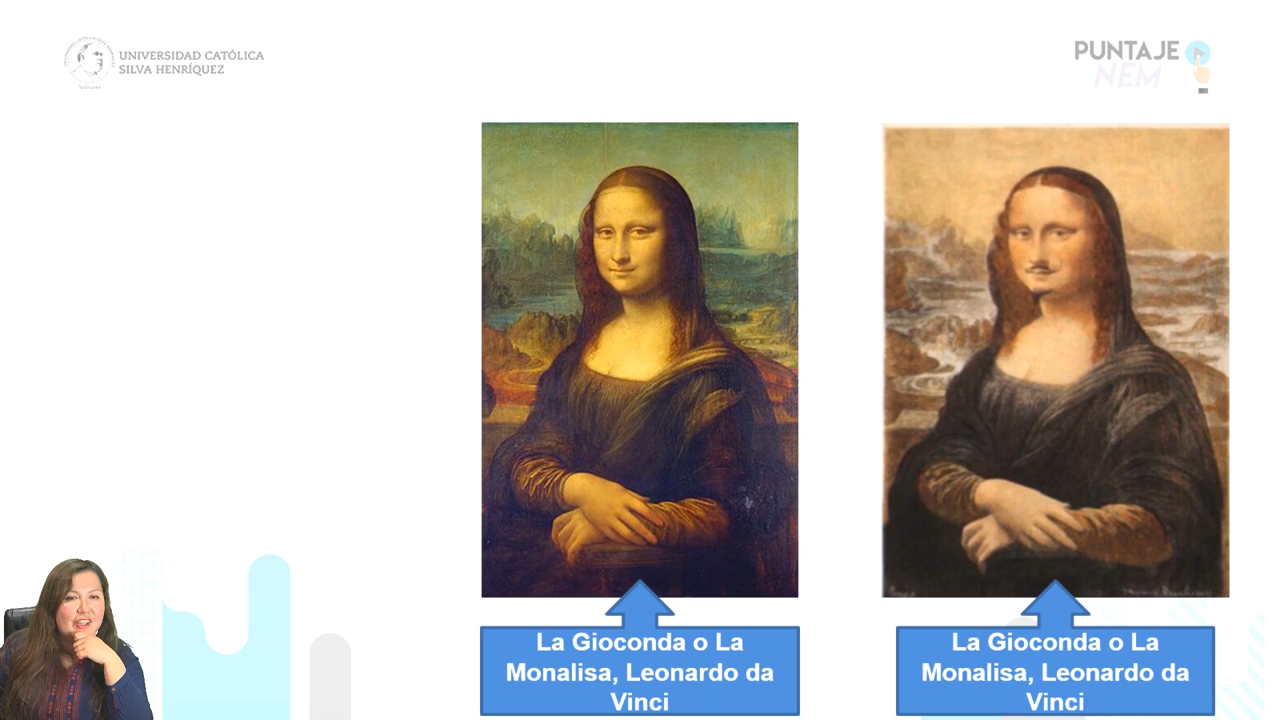 UNIVERSIDAD CATÓLICA
SILVA HENRÍQUEZ
PUNTAJE
NEM
La Gioconda o La
Monalisa, Leonardo da
Vinci
La Gioconda o La
Monalisa, Leonardo da
Vinci